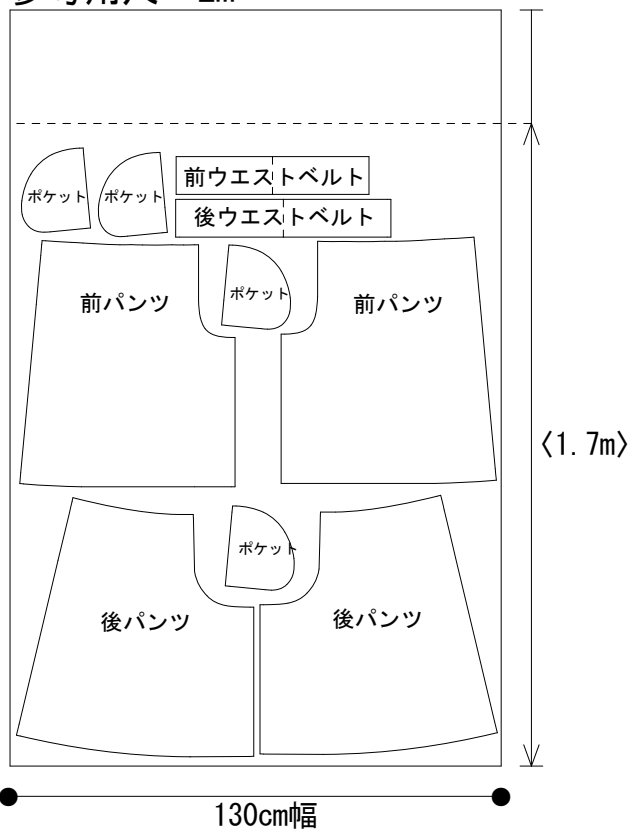 2m
前ウエストベルト
ポケット
ポケット
後ウエストベルト
前パンツ
ポケット
前パンツ
〈1.7m〉
ポケット
後パンツ
後パンツ
130cm幅